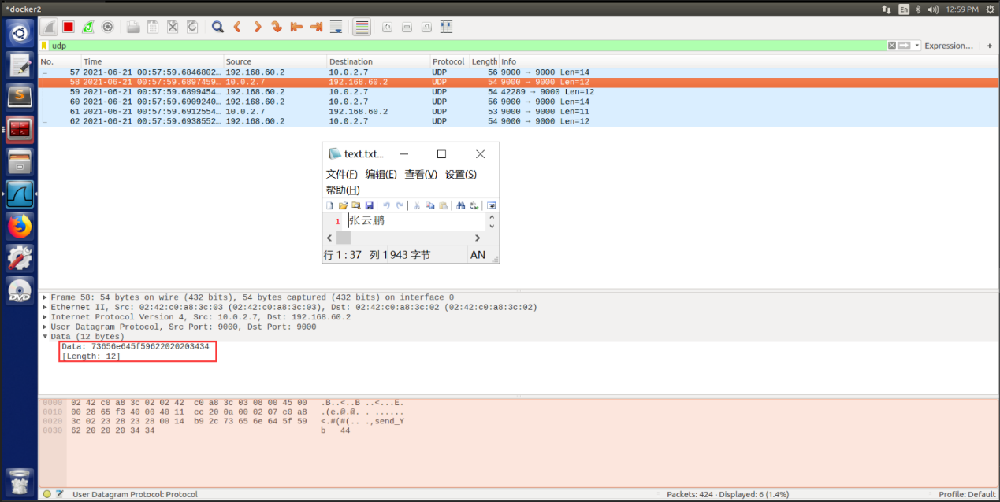 *docker2
En
12:59 PM
udp
Expression…
+
No. Time Source Destination Protocol Length Info
57 2021-06-21 00:57:59.6846802… 192.168.60.2 10.0.2.7 UDP 56 9000 → 9000 Len=14
58 2021-06-21 00:57:59.6897459… 10.0.2.7 192.168.60.2 UDP 54 9000 → 9000 Len=12
59 2021-06-21 00:57:59.6899454… 192.168.60.2 10.0.2.7 UDP 54 42289 → 9000 Len=12
60 2021-06-21 00:57:59.6909240… 192.168.60.2 10.0.2.7 UDP 56 9000 → 9000 Len=14
61 2021-06-21 00:57:59.6912554… 10.0.2.7 192.168.60.2 UDP 53 9000 → 9000 Len=11
62 2021-06-21 00:57:59.6938552… 192.168.60.2 10.0.2.7 UDP 54 9000 → 9000 Len=12
text.txt...
文件(F) 编辑(E) 查看(V) 设置(S)
帮助(H)
1 张云鹏
行 1 : 37 列 1 943 字节 AN
Frame 58: 54 bytes on wire (432 bits), 54 bytes captured (432 bits) on interface 0
Ethernet II, Src: 02:42:c0:a8:3c:03 (02:42:c0:a8:3c:03), Dst: 02:42:c0:a8:3c:02 (02:42:c0:a8:3c:02)
Internet Protocol Version 4, Src: 10.0.2.7, Dst: 192.168.60.2
User Datagram Protocol, Src Port: 9000, Dst Port: 9000
Data (12 bytes)
Data: 73656e645f59622020203434
[Length: 12]
0000 02 42 c0 a8 3c 02 02 42 c0 a8 3c 03 08 00 45 00 .B..<..B ..<...E.
0010 00 28 65 f3 40 00 40 11 cc 20 0a 00 02 07 c0 a8 .(e.@.@. . ......
0020 3c 02 23 28 23 28 00 14 b9 2c 73 65 6e 64 5f 59 <.#(#(.. .,send_Y
0030 62 20 20 20 34 34 b 44
DVD
User Datagram Protocol: Protocol
Packets: 424 · Displayed: 6 (1.4%)
Profile: Default